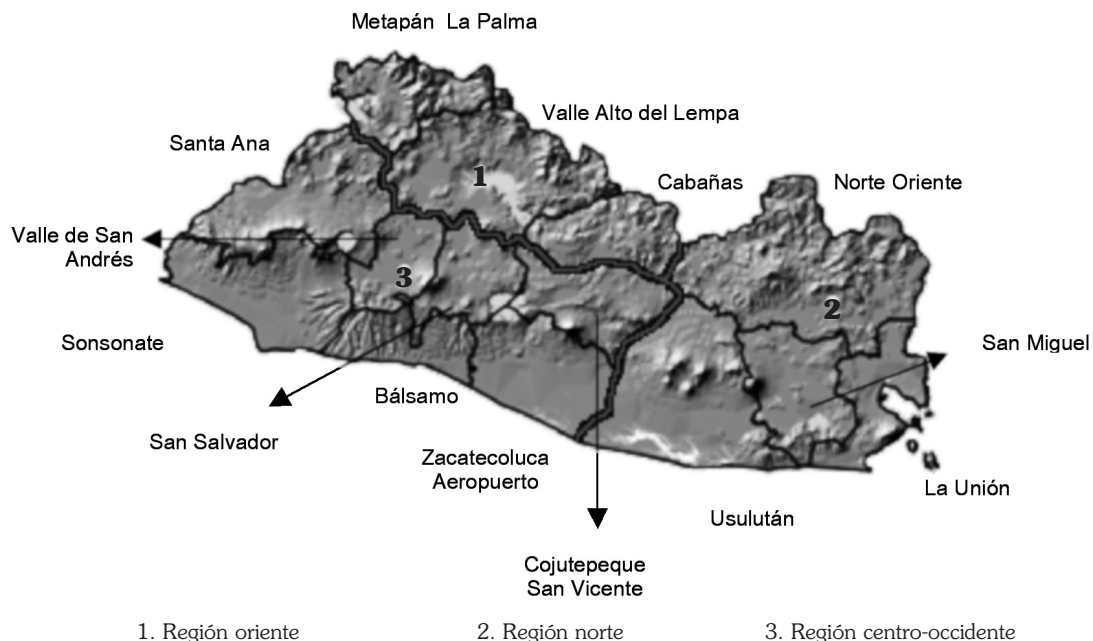 Metapán La Palma
Valle Alto del Lempa
Santa Ana
Cabañas
Norte Oriente
1
Valle de San
Andrés
3
2
Sonsonate
San Miguel
Bálsamo
San Salvador
Zacatecoluca
Aeropuerto
La Unión
Usulután
Cojutepeque
San Vicente
1. Región oriente 2. Región norte 3. Región centro-occidente